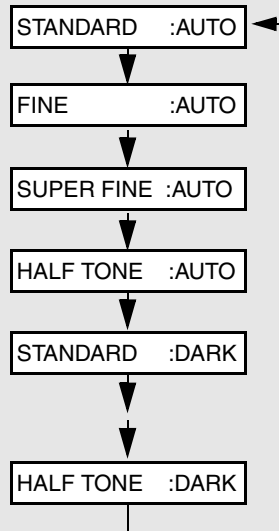 STANDARD :AUTO
FINE :AUTO
SUPER FINE :AUTO
HALF TONE :AUTO
STANDARD :DARK
HALF TONE :DARK